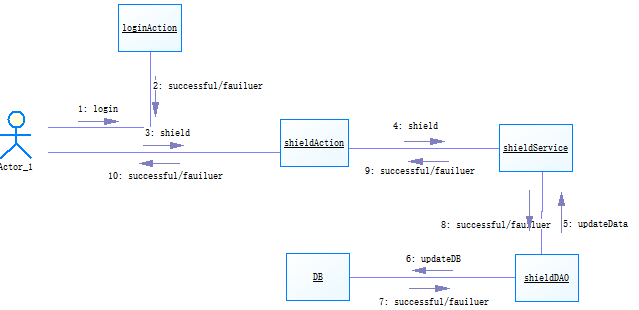 loginAction
2: successful/fauiluer
1: login
3: shield
4: shield
Actor_1
shieldAction
shieldService
10: successful/fauiluer
9: successful/fauiluer
8: successful/fauiluer
5: updateData
6: updateDB
DB
shieldDAO
7: successful/fauiluer